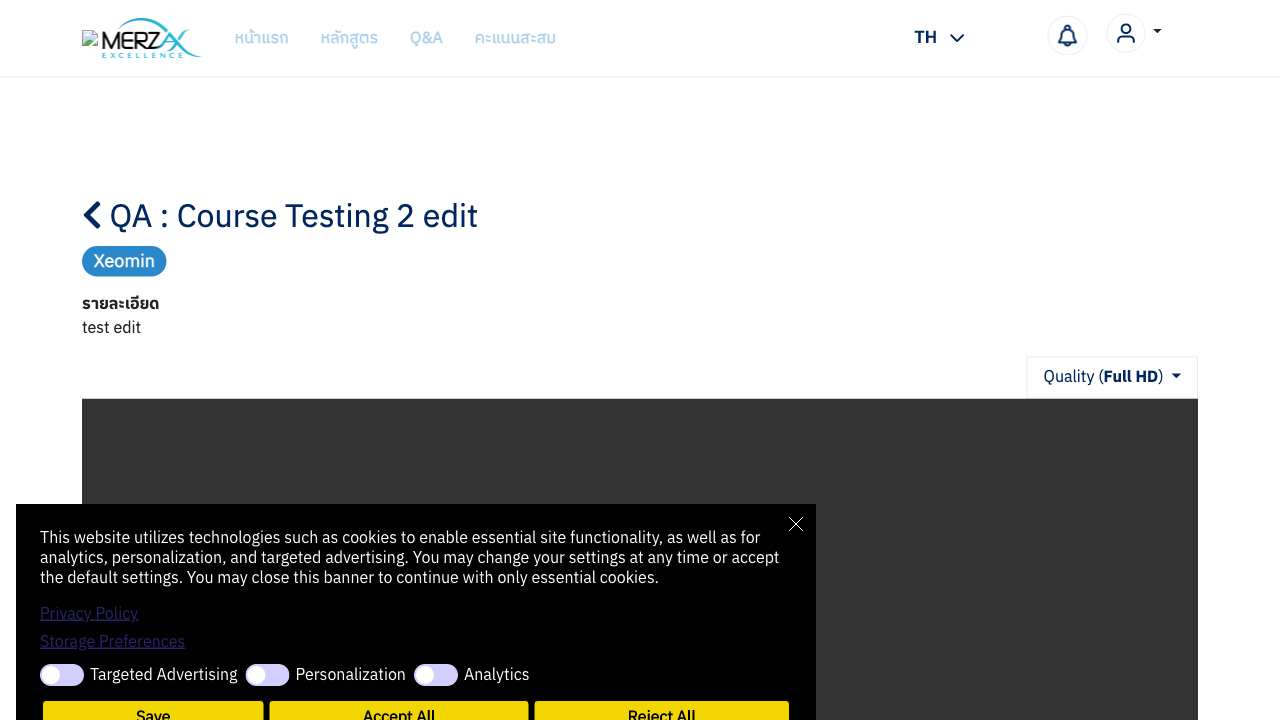 MERZ
EXCELLENCE
หน้าแรก
หลักสูตร
Q&A
คะแนนสะสม
TH
QA : Course Testing 2 edit
Xeomin
รายละเอียด
test edit
Quality (Full HD)
This website utilizes technologies such as cookies to enable essential site functionality, as well as for
analytics, personalization, and targeted advertising. You may change your settings at any time or accept
the default settings. You may close this banner to continue with only essential cookies.
Privacy Policy
Storage Preferences
Targeted Advertising
Personalization
Analytics
Save
Accept All
Reject All